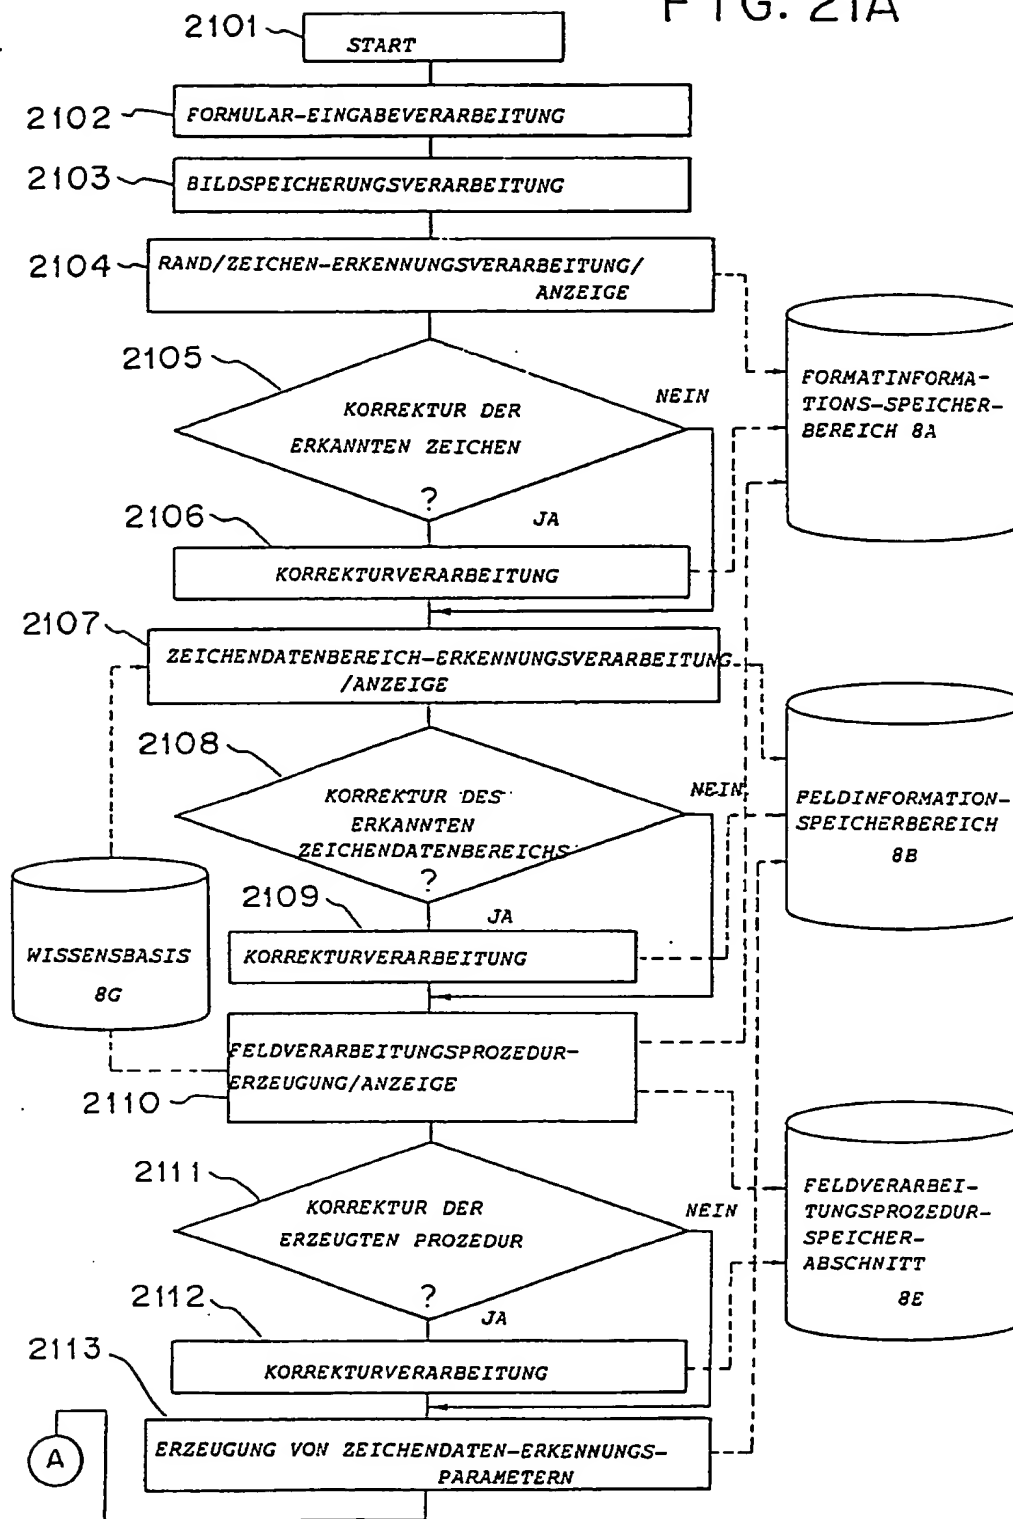 FIG. 21A
2101
START
2102
FORMULAR-EINGABEVERARBEITUNG
2103
BILDSPEICHERUNGSVERARBEITUNG
2104
RAND/ZEICHEN-ERKENNUNGSVERARBEITUNG/
ANZEIGE
2105
KORREKTUR DER
ERKANNTEN ZEICHEN
?
NEIN
JA
FORMATINFORMA-
TIONS-SPEICHER-
BEREICH 8A
2106
KORREKTURVERARBEITUNG
2107
ZEICHENDATENBEREICH-ERKENNUNGSVERARBEITUNG
/ANZEIGE
2108
KORREKTUR DES
ERKANNTEN
ZEICHENDATENBEREICHS
?
NEIN
JA
FELDINFORMATION-
SPEICHERBEREICH
8B
2109
KORREKTURVERARBEITUNG
WISSENSBASIS
8G
FELDVERARBEITUNGSPROZEDUR-
ERZEUGUNG/ANZEIGE
2110
2111
KORREKTUR DER
ERZEUGTEN PROZEDUR
?
NEIN
JA
FELDVERARBEI-
TUNGSPROZEDUR-
SPEICHER-
ABSCHNITT
8E
2112
KORREKTURVERARBEITUNG
2113
ERZEUGUNG VON ZEICHENDATEN-ERKENNUNGS-
PARAMETERN
A